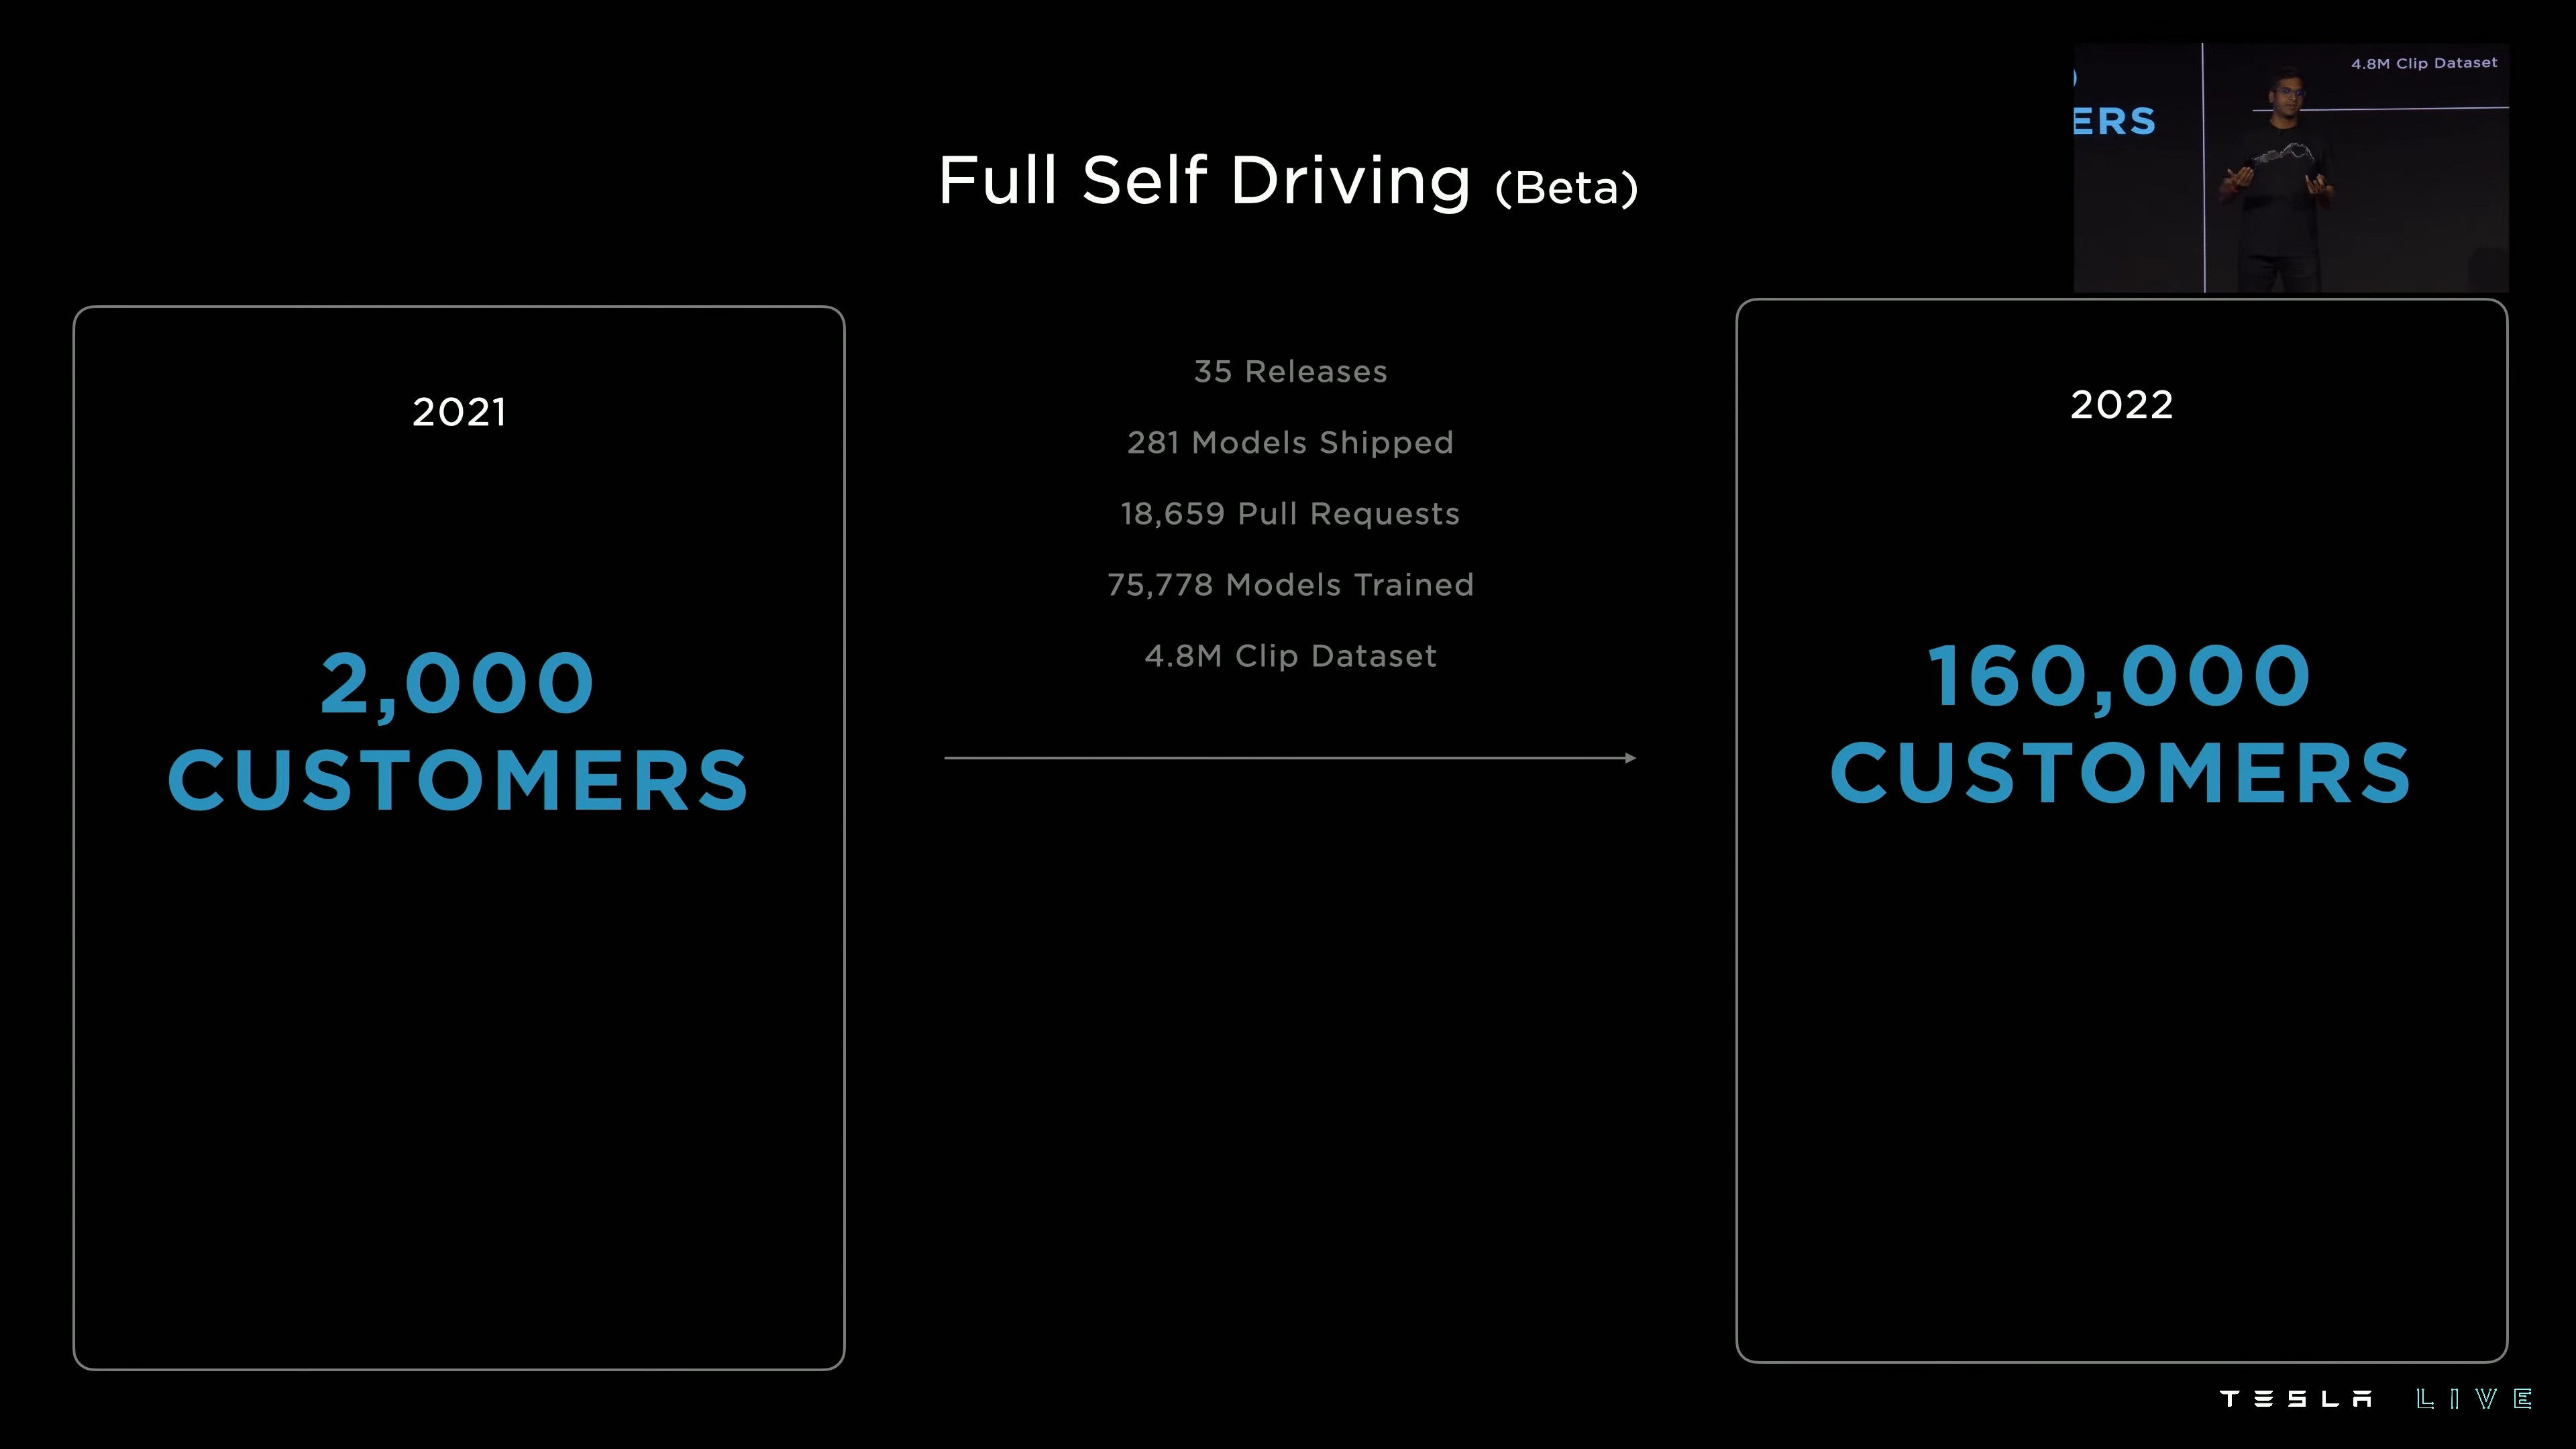 4.8M Clip Dataset
ERS
Full Self Driving (Beta)
2021
2,000
CUSTOMERS
35 Releases
281 Models Shipped
18,659 Pull Requests
75,778 Models Trained
4.8M Clip Dataset
2022
160,000
CUSTOMERS
TESLA LIVE